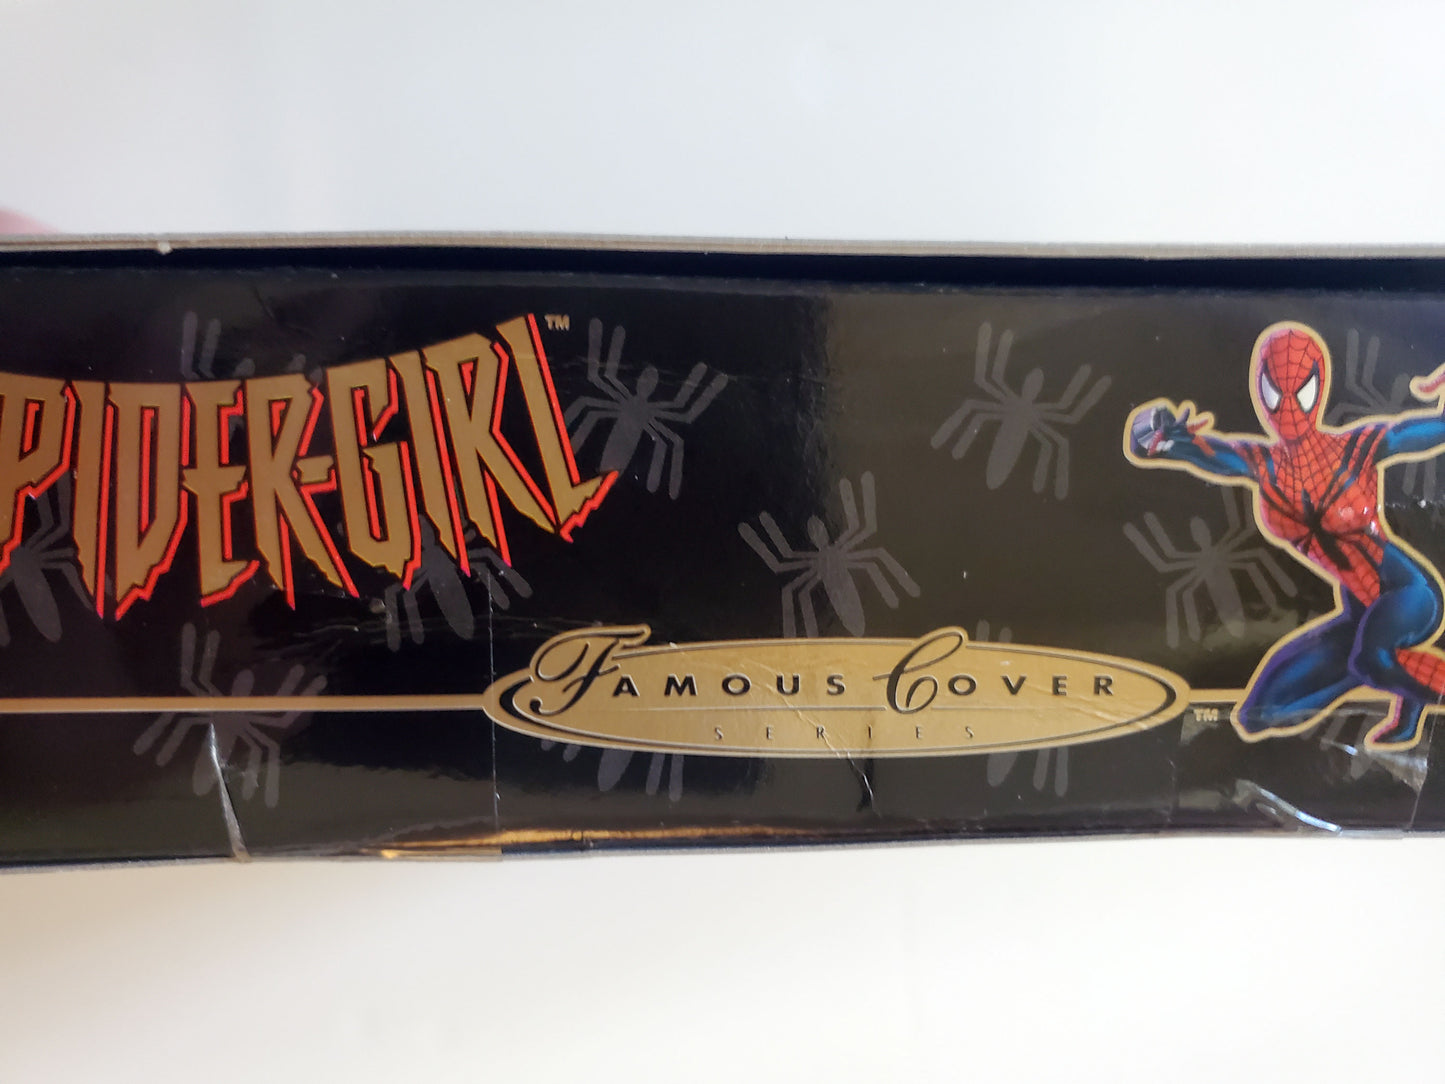 PIDER-GIRL™
FAMOUS COVER
SERIES
™